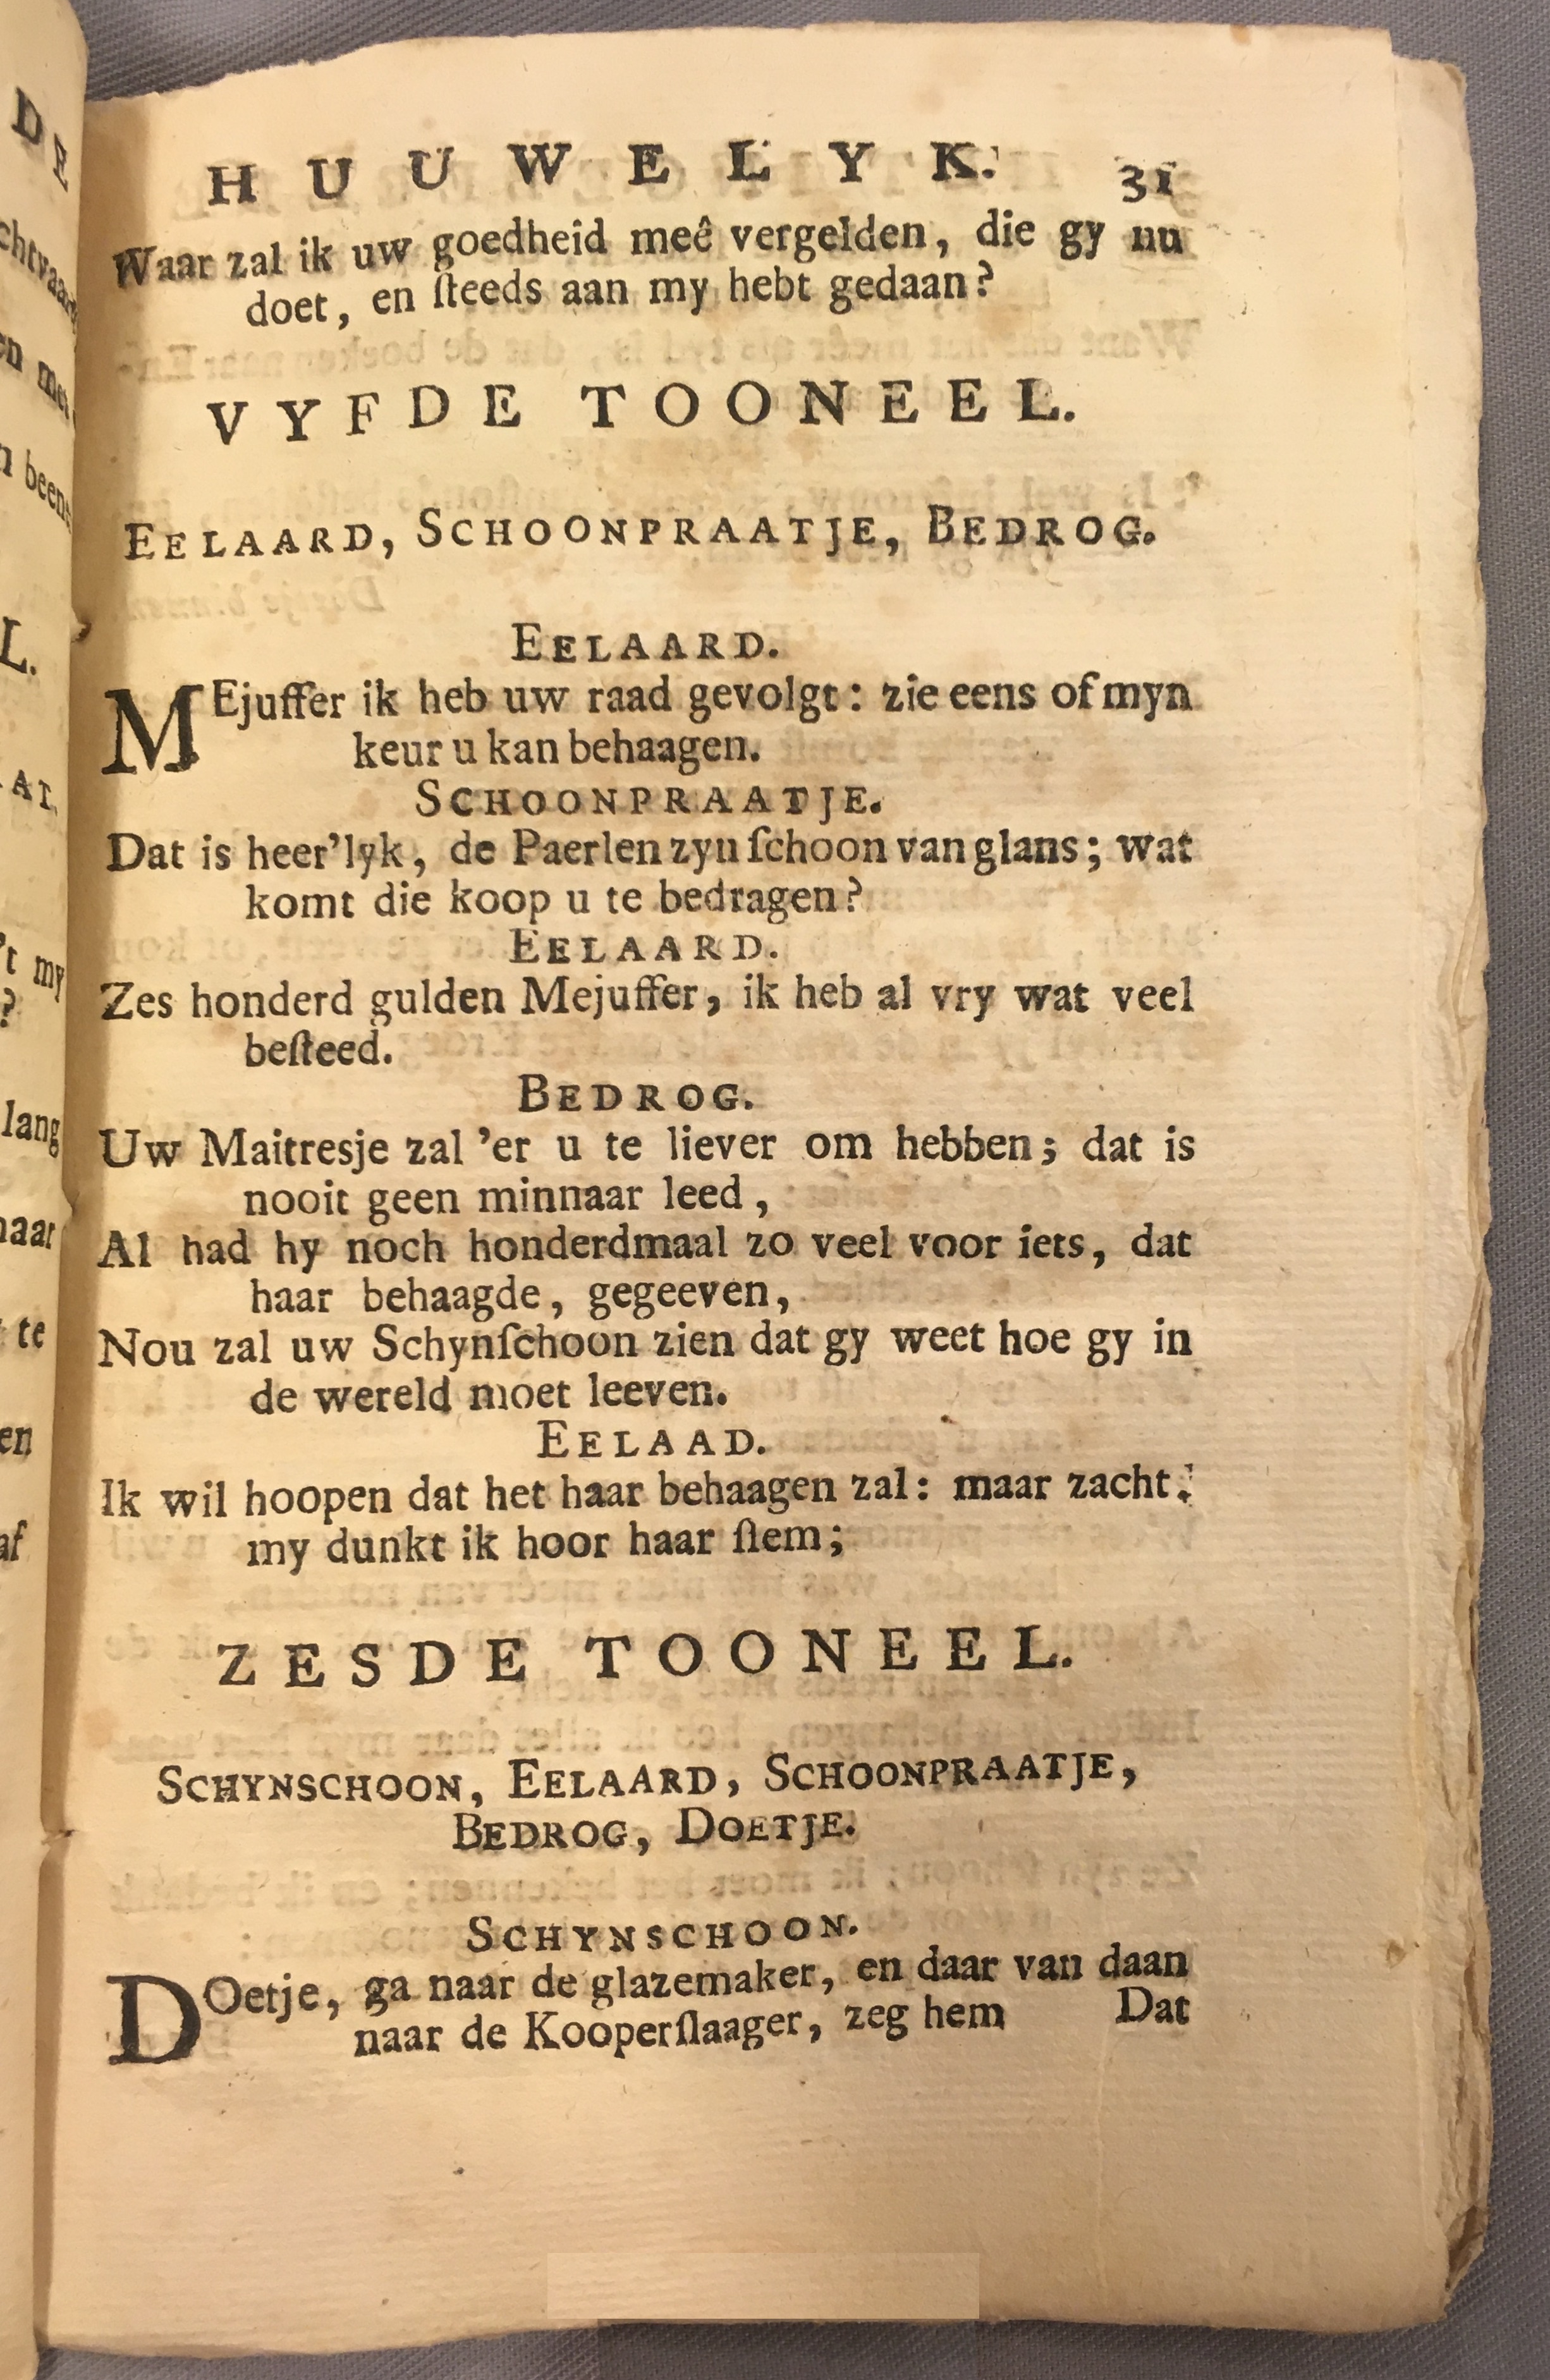 HUUWELYK. 31
Waar zal ik uw goedheid meê vergelden, die gy nu
doet, en ſteeds aan my hebt gedaan?
VYFDE TOONEEL.
EELAARD, SCHOONPRAATJE, BEDROG.
EELAARD.
MEjuffer ik heb uw raad gevolgt: zie eens of myn
keur u kan behaagen.
SCHOONPRAATJE.
Dat is heer'lyk, de Paerlen zyn ſchoon van glans; wat
komt die koop u te bedragen?
EELAARD.
Zes honderd gulden Mejuffer, ik heb al vry wat veel
beſteed.
BEDROG.
Uw Maitresje zal 'er u te liever om hebben; dat is
nooit geen minnaar leed,
Al had hy noch honderdmaal zo veel voor iets, dat
haar behaagde, gegeeven,
Nou zal uw Schynſchoon zien dat gy weet hoe gy in
de wereld moet leeven.
EELAAD.
Ik wil hoopen dat het haar behaagen zal: maar zacht!
my dunkt ik hoor haar ſtem;
ZESDE TOONEEL.
SCHYNSCHOON, EELAARD, SCHOONPRAATJE,
BEDROG, DOETJE.
SCHYNSCHOON.
DOetje, ga naar de glazemaker, en daar van daan
naar de Kooperſlaager, zeg hem Dat